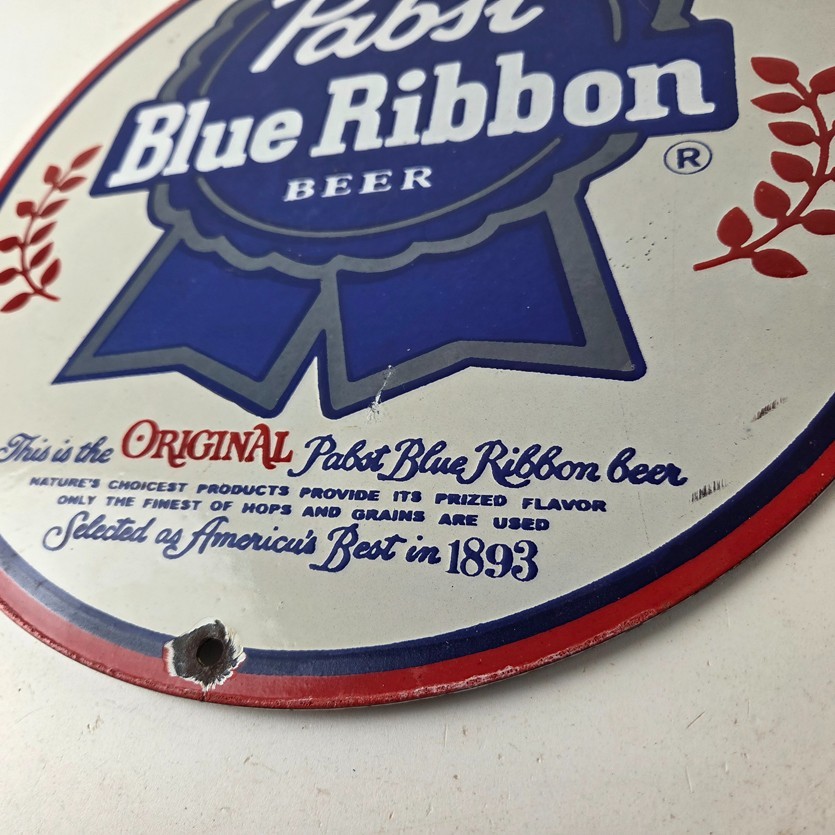 Pabst
Blue Ribbon
BEER
®
This is the ORIGINAL Pabst Blue Ribbon beer
NATURE'S CHOICEST PRODUCTS PROVIDE ITS PRIZED FLAVOR
ONLY THE FINEST OF HOPS AND GRAINS ARE USED
Selected as America's Best in 1893